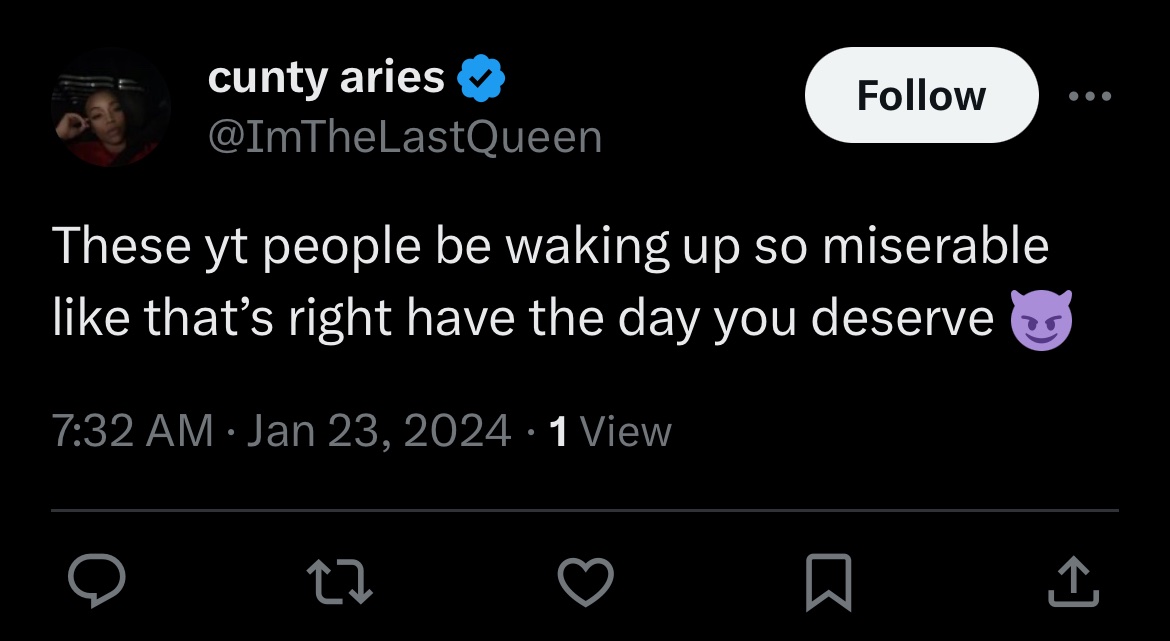 cunty aries
@ImTheLastQueen
Follow
These yt people be waking up so miserable
like that’s right have the day you deserve 😈
7:32 AM · Jan 23, 2024 · 1 View